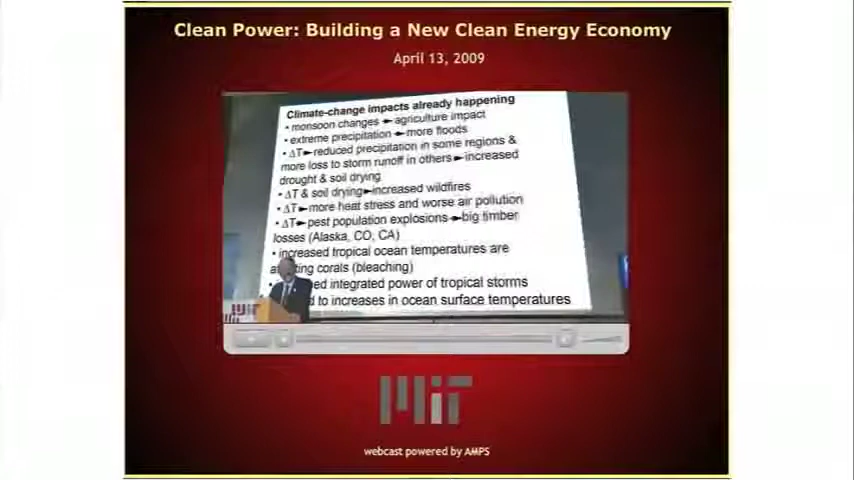 Clean Power: Building a New Clean Energy Economy
April 13, 2009
Climate-change impacts already happening
• monsoon changes ➛ agriculture impact
• extreme precipitation ➛ more floods
• ΔT ➛ reduced precipitation in some regions &
more loss to storm runoff in others ➛ increased
drought & soil drying
• ΔT & soil drying ➛ increased wildfires
• ΔT ➛ more heat stress and worse air pollution
• ΔT ➛ pest population explosions ➛ big timber
losses (Alaska, CO, CA)
• increased tropical ocean temperatures are
corals (bleaching)
integrated power of tropical storms
to increases in ocean surface temperatures
MIT
MIT
webcast powered by AMPS